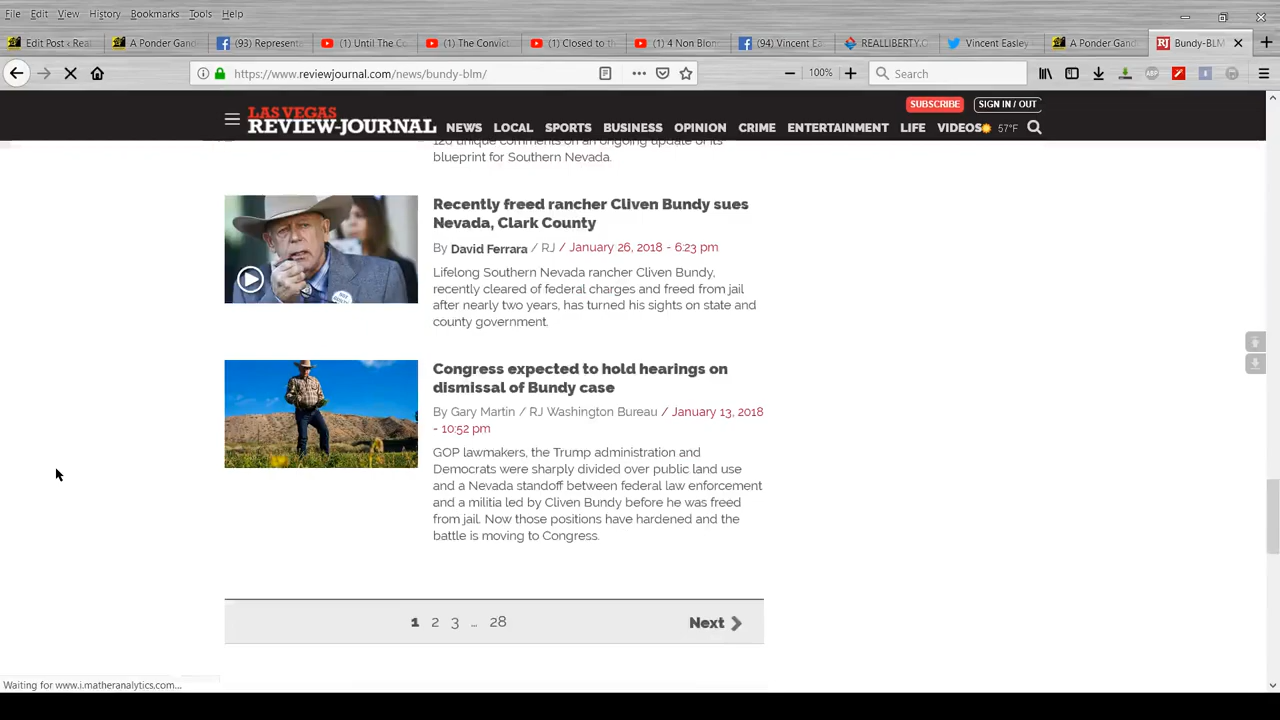 File Edit View History Bookmarks Tools Help
Edit Post ‹ Real
A Ponder Gand
(93) Represent
(1) Until The Co
(1) The Convict
(1) Closed to th
(1) 4 Non Blon
(94) Vincent Ea
REALLIBERTY.O
Vincent Easley
A Ponder Gand
RJ Bundy-BLM
https://www.reviewjournal.com/news/bundy-blm/
100%
Search
ABP
SUBSCRIBE SIGN IN / OUT
LAS VEGAS
REVIEW-JOURNAL
NEWS LOCAL SPORTS BUSINESS OPINION CRIME ENTERTAINMENT LIFE VIDEOS 57°F
120 unique comments on an ongoing update of its
blueprint for Southern Nevada.
Recently freed rancher Cliven Bundy sues
Nevada, Clark County
By David Ferrara / RJ / January 26, 2018 - 6:23 pm
Lifelong Southern Nevada rancher Cliven Bundy,
recently cleared of federal charges and freed from jail
after nearly two years, has turned his sights on state and
county government.
Congress expected to hold hearings on
dismissal of Bundy case
By Gary Martin / RJ Washington Bureau / January 13, 2018
- 10:52 pm
GOP lawmakers, the Trump administration and
Democrats were sharply divided over public land use
and a Nevada standoff between federal law enforcement
and a militia led by Cliven Bundy before he was freed
from jail. Now those positions have hardened and the
battle is moving to Congress.
1 2 3 … 28 Next
Waiting for www.i.matheranalytics.com...